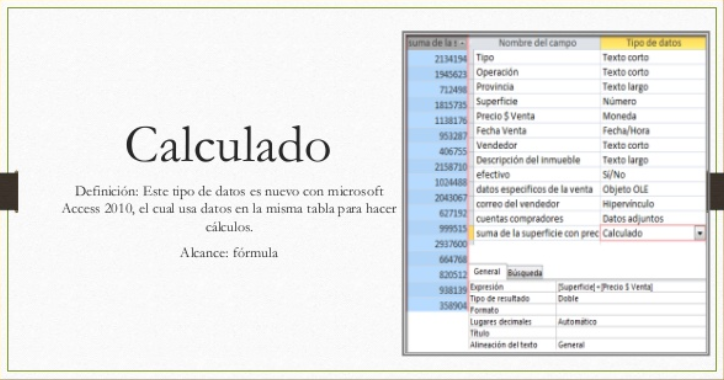 Calculado
Definición: Este tipo de datos es nuevo con microsoft
Access 2010, el cual usa datos en la misma tabla para hacer
cálculos.
Alcance: fórmula
suma de la s
2134194
1945623
712498
1815735
1138176
953287
406755
2158710
1024488
2043067
627192
999515
2937600
664768
820512
938139
358904
Nombre del campo Tipo de datos
Tipo Texto corto
Operación Texto corto
Provincia Texto largo
Superficie Número
Precio $ Venta Moneda
Fecha Venta Fecha/Hora
Vendedor Texto corto
Descripción del inmueble Texto largo
efectivo Sí/No
datos especificos de la venta Objeto OLE
correo del vendedor Hipervínculo
cuentas compradores Datos adjuntos
suma de la superficie con prec Calculado
General Búsqueda
Expresión [Superficie]+[Precio $ Venta]
Tipo de resultado Doble
Formato
Lugares decimales Automático
Título
Alineación del texto General